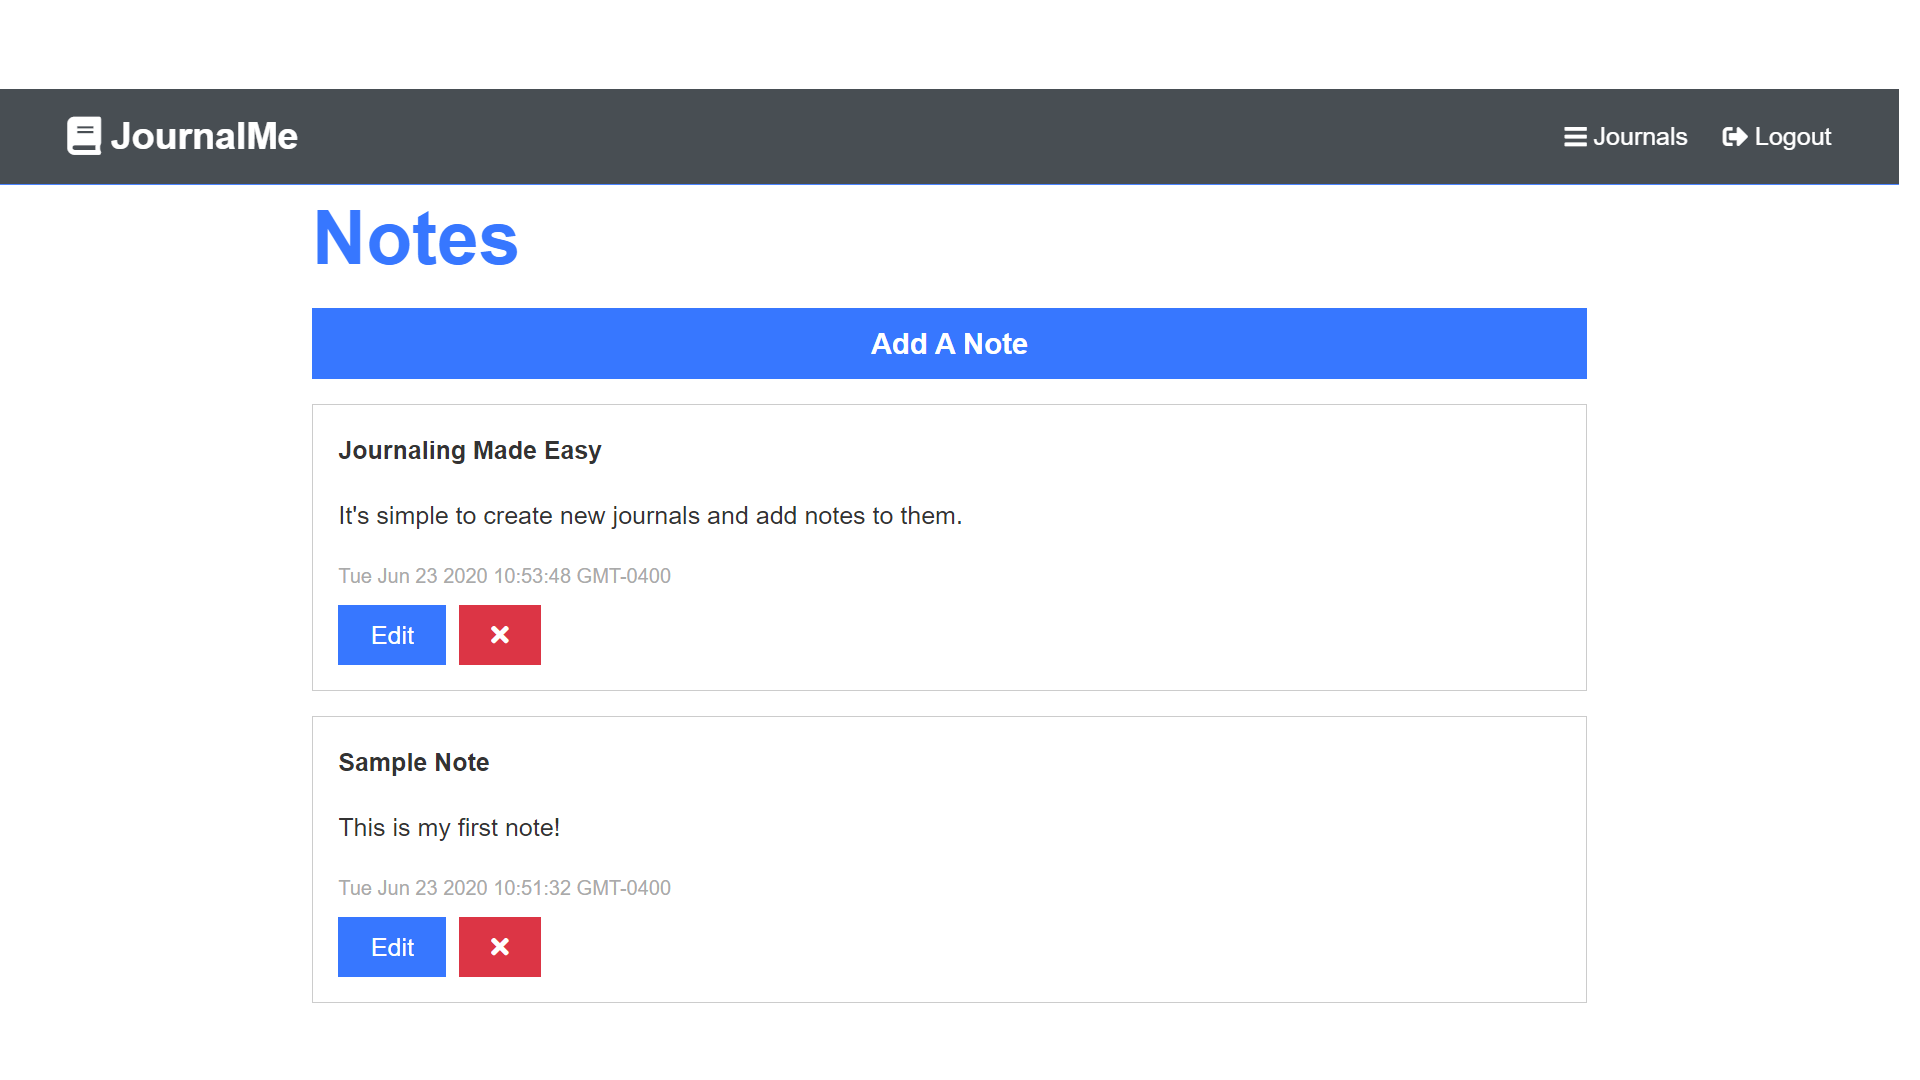 JournalMe
Journals
Logout
Notes
Add A Note
Journaling Made Easy
It's simple to create new journals and add notes to them.
Tue Jun 23 2020 10:53:48 GMT-0400
Edit
Sample Note
This is my first note!
Tue Jun 23 2020 10:51:32 GMT-0400
Edit